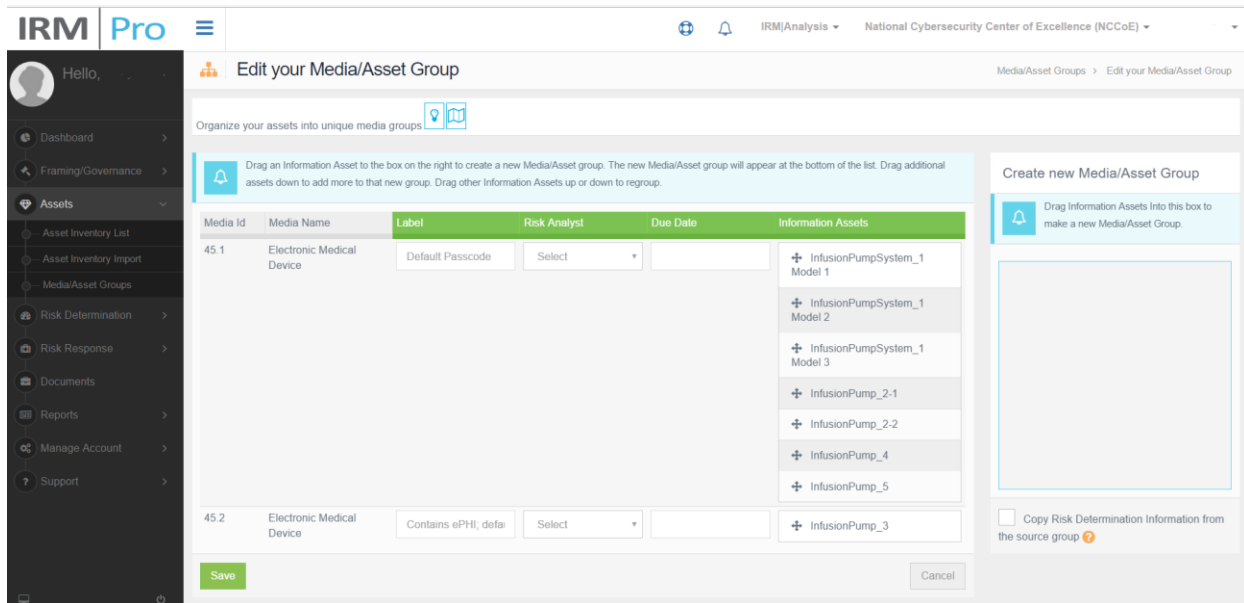 IRM Pro
IRM|Analysis
National Cybersecurity Center of Excellence (NCCoE)
Hello,
Edit your Media/Asset Group
Media/Asset Groups > Edit your Media/Asset Group
Organize your assets into unique media groups
Dashboard
Framing/Governance
Assets
Asset Inventory List
Asset Inventory Import
Media/Asset Groups
Risk Determination
Risk Response
Documents
Reports
Manage Account
? Support
Drag an Information Asset to the box on the right to create a new Media/Asset group. The new Media/Asset group will appear at the bottom of the list. Drag additional
assets down to add more to that new group. Drag other Information Assets up or down to regroup.
Media Id Media Name Label Risk Analyst Due Date Information Assets
45.1 Electronic Medical Default Passcode Select
Device
InfusionPumpSystem_1
Model 1
InfusionPumpSystem_1
Model 2
InfusionPumpSystem_1
Model 3
InfusionPump_2-1
InfusionPump_2-2
InfusionPump_4
InfusionPump_5
45.2 Electronic Medical Contains ePHI; defau Select InfusionPump_3
Device
Save
Cancel
Create new Media/Asset Group
Drag Information Assets Into this box to
make a new Media/Asset Group.
Copy Risk Determination Information from
the source group ?